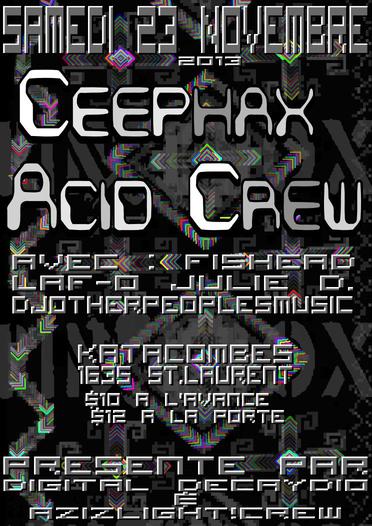 SAMEDI 23 NOVEMBRE
2013
CEEPHAX
ACID CREW
AVEC : FISHEAD
LAF-O JULIE D.
DJOTHERPEOPLESMUSIC
KATACOMBES
1635 ST.LAURENT
$10 A L'AVANCE
$12 A LA PORTE
PRESENTE PAR
DIGITAL DECAYDIO
&
AZIZLIGHT!CREW